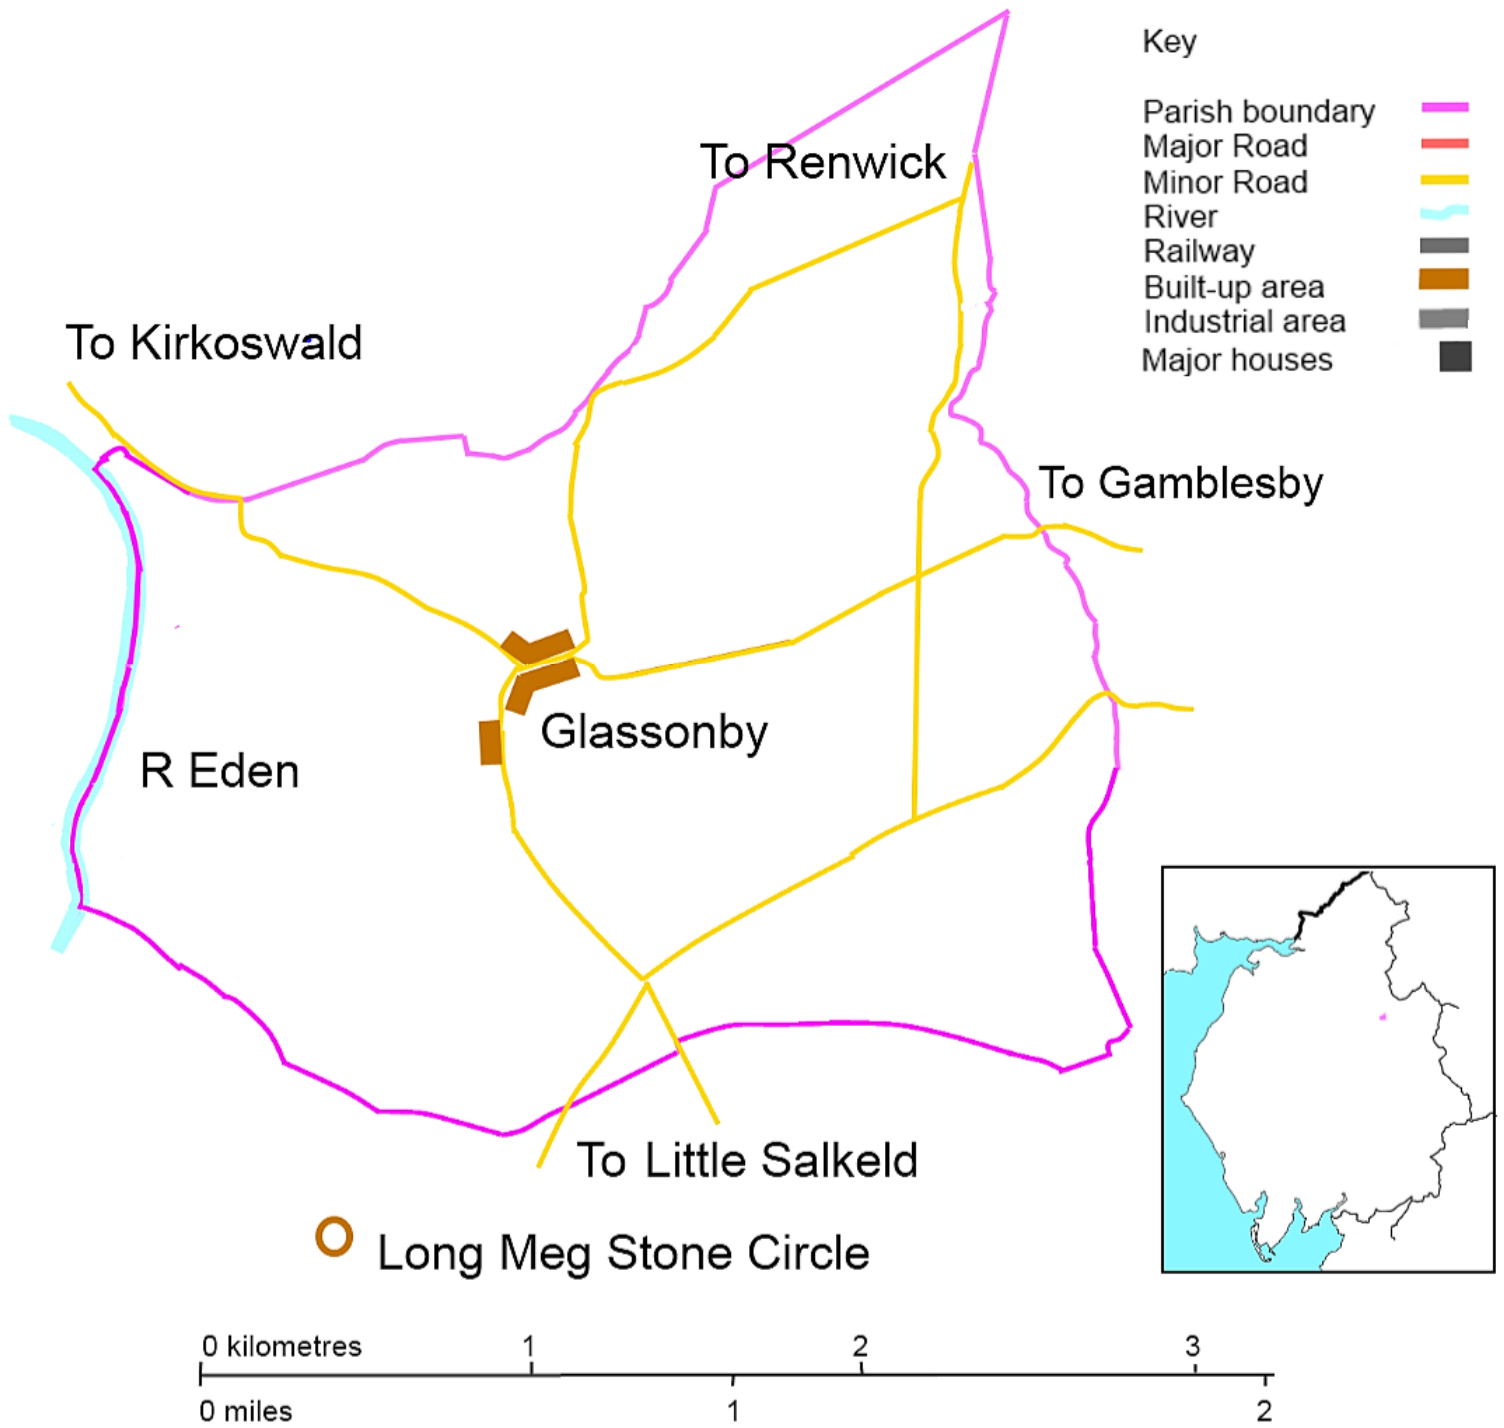 Key
Parish boundary
Major Road
Minor Road
River
Railway
Built-up area
Industrial area
Major houses
To Renwick
To Kirkoswald
To Gamblesby
Glassonby
R Eden
To Little Salkeld
Long Meg Stone Circle
0 kilometres 1 2 3
0 miles 1 2